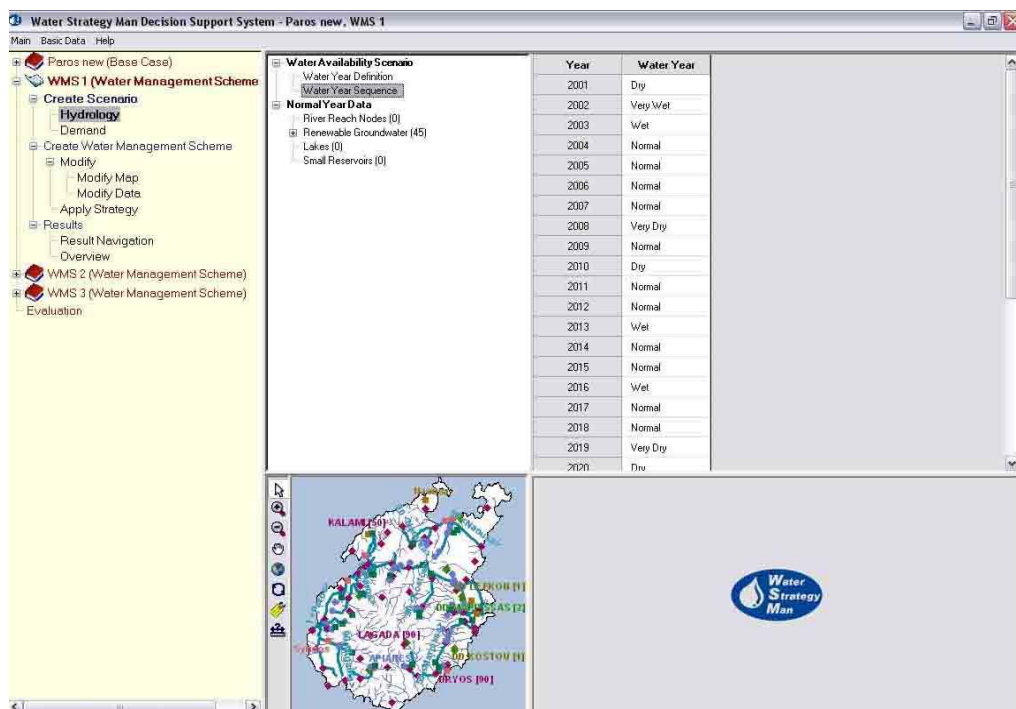 Water Strategy Man Decision Support System - Paros new, WMS 1
Main Basic Data Help
Paros new (Base Case)
WMS 1 (Water Management Scheme
Create Scenario
Hydrology
Demand
Create Water Management Scheme
Modify
Modify Map
Modify Data
Apply Strategy
Results
Result Navigation
Overview
WMS 2 (Water Management Scheme)
WMS 3 (Water Management Scheme)
Evaluation
Water Availability Scenario
Water Year Definition
Water Year Sequence
Normal Year Data
River Reach Nodes (0)
Renewable Groundwater (45)
Lakes (0)
Small Reservoirs (0)
Year Water Year
2001 Dry
2002 Very Wet
2003 Wet
2004 Normal
2005 Normal
2006 Normal
2007 Normal
2008 Very Dry
2009 Normal
2010 Dry
2011 Normal
2012 Normal
2013 Wet
2014 Normal
2015 Normal
2016 Wet
2017 Normal
2018 Normal
2019 Very Dry
2020 Dry
KALAMI [50]
LEFKON [1]
LAGADA [90]
DD KOSTOU [1]
DRYOS [90]
Water
Strategy
Man